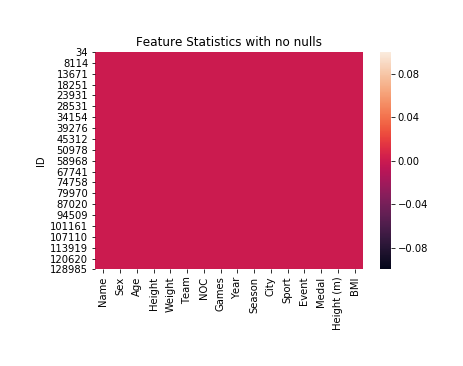 Feature Statistics with no nulls
ID
34
8114
13671
18251
23931
28531
34154
39276
45312
50978
58968
67741
74758
79970
87020
94509
101161
107110
113919
120620
128985
Name
Sex
Age
Height
Weight
Team
NOC
Games
Year
Season
City
Sport
Event
Medal
Height (m)
BMI
0.08
0.04
0.00
−0.04
−0.08